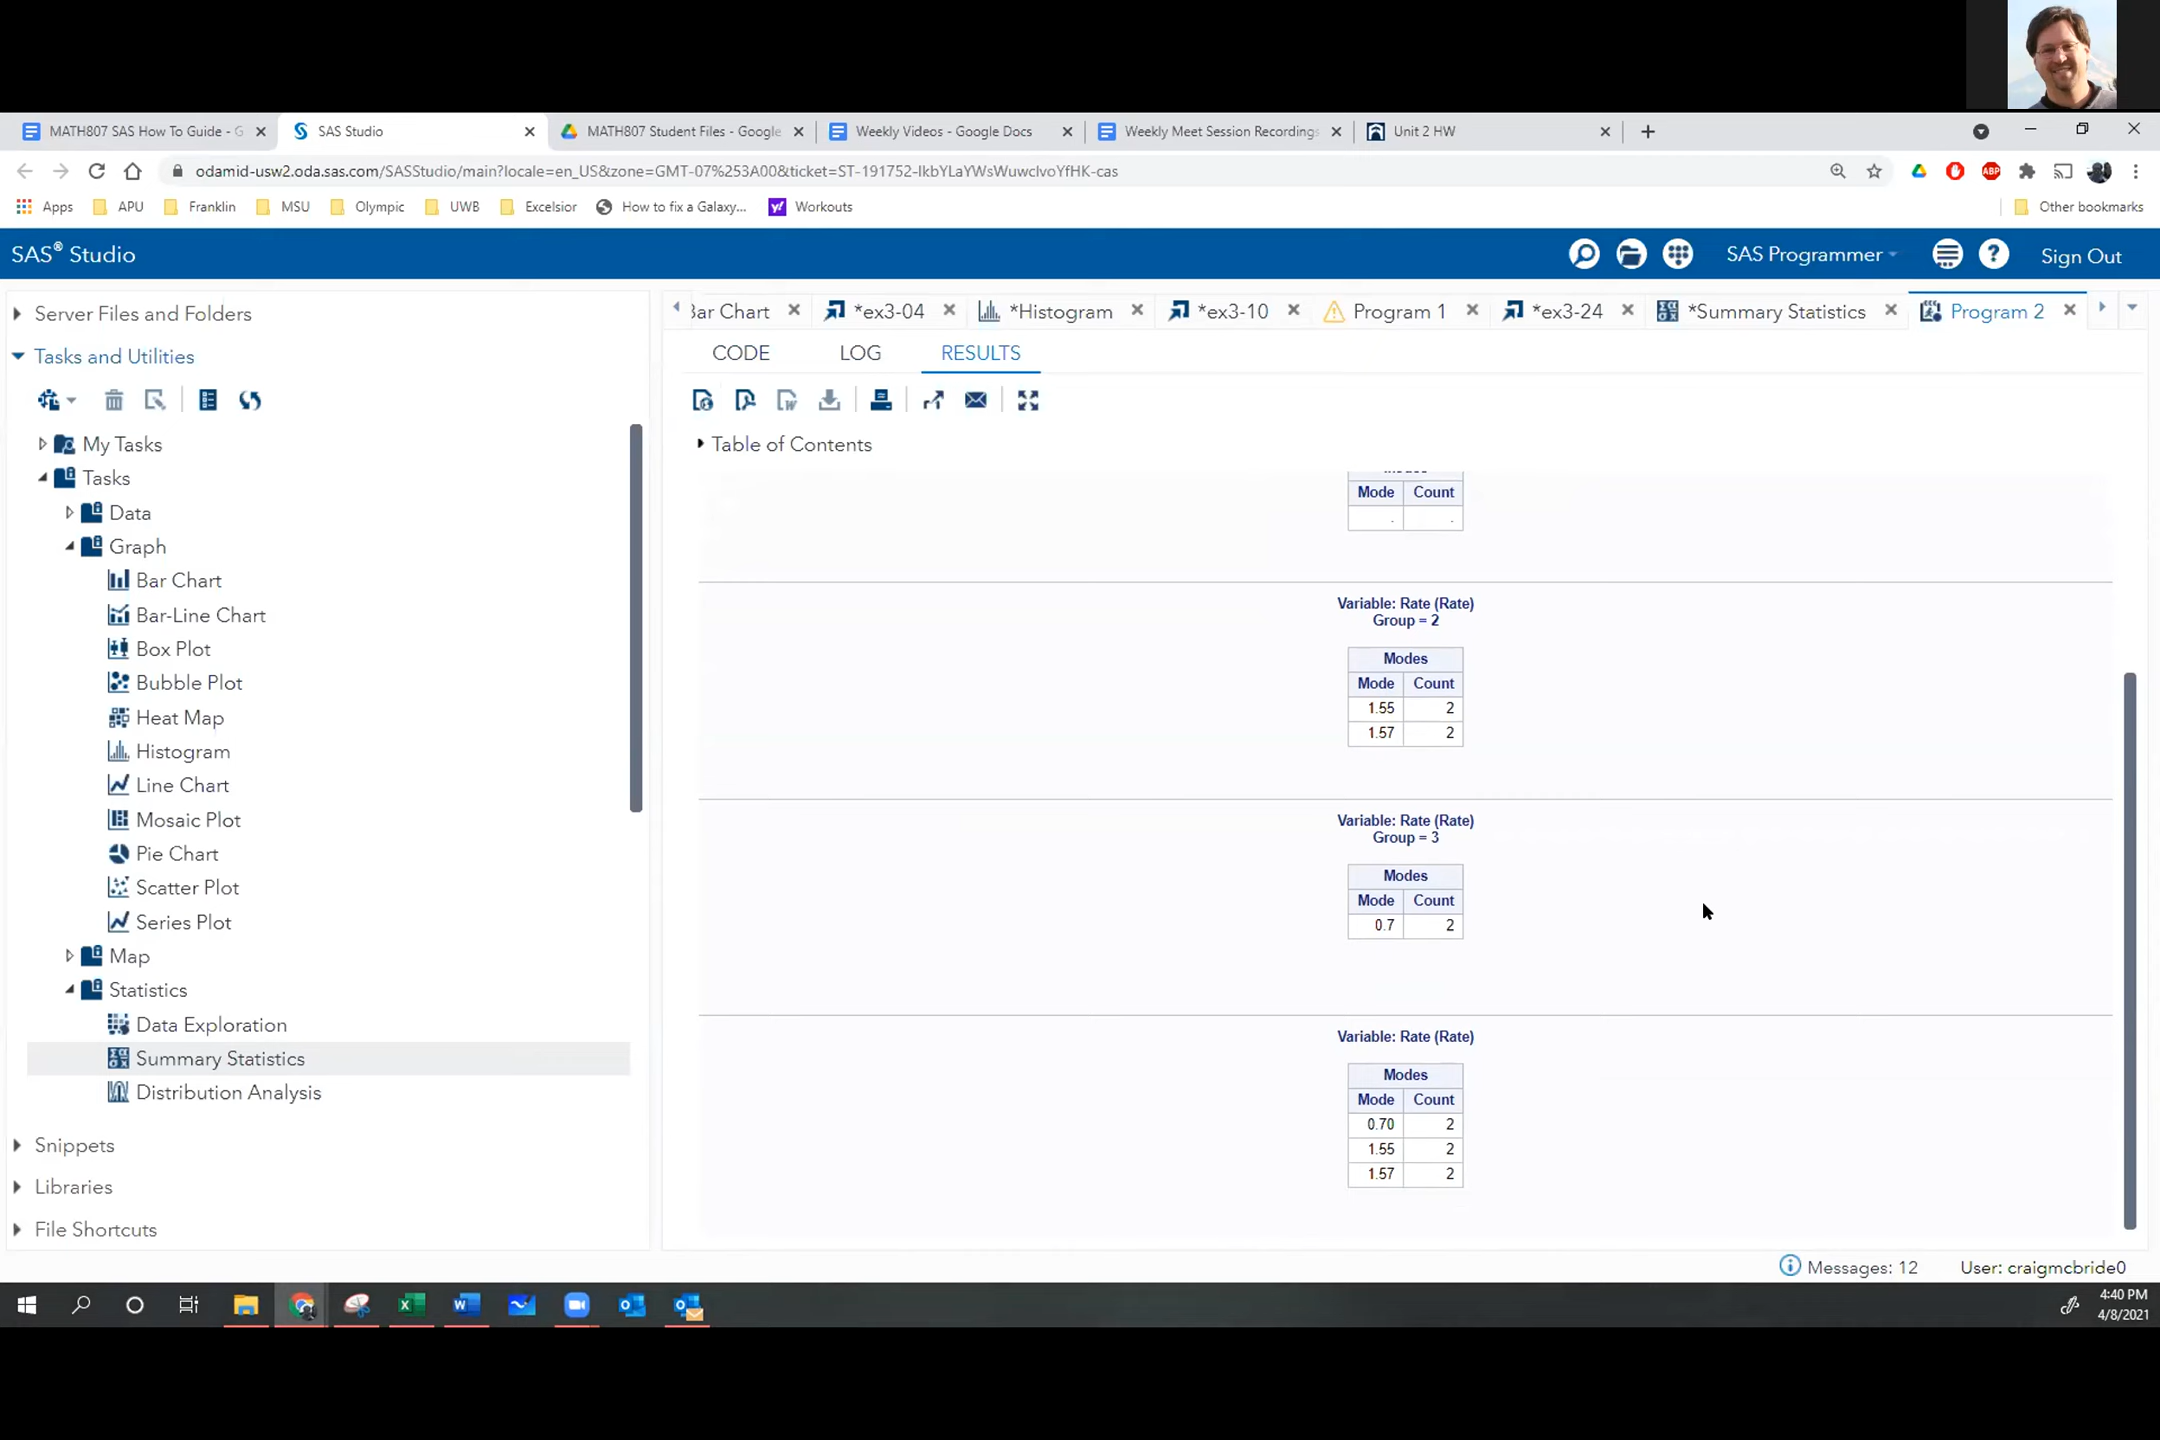 MATH807 SAS How To Guide - G
SAS Studio
MATH807 Student Files - Google
Weekly Videos - Google Docs
Weekly Meet Session Recordings
Unit 2 HW
odamid-usw2.oda.sas.com/SASStudio/main?locale=en_US&zone=GMT-07%253A00&ticket=ST-191752-IkbYLaYWsWuwcIvoYfHK-cas
ABP
Apps
APU
Franklin
MSU
Olympic
UWB
Excelsior
How to fix a Galaxy...
Workouts
Other bookmarks
SAS® Studio
SAS Programmer
Sign Out
Server Files and Folders
Tasks and Utilities
My Tasks
Tasks
Data
Graph
Bar Chart
Bar-Line Chart
Box Plot
Bubble Plot
Heat Map
Histogram
Line Chart
Mosaic Plot
Pie Chart
Scatter Plot
Series Plot
Map
Statistics
Data Exploration
Summary Statistics
Distribution Analysis
Snippets
Libraries
File Shortcuts
Bar Chart
*ex3-04
*Histogram
*ex3-10
Program 1
*ex3-24
*Summary Statistics
Program 2
CODE LOG RESULTS
Table of Contents
Mode Count
. .
Variable: Rate (Rate)
Group = 2
Modes
Mode Count
1.55 2
1.57 2
Variable: Rate (Rate)
Group = 3
Modes
Mode Count
0.7 2
Variable: Rate (Rate)
Modes
Mode Count
0.70 2
1.55 2
1.57 2
Messages: 12
User: craigmcbride0
4:40 PM
4/8/2021